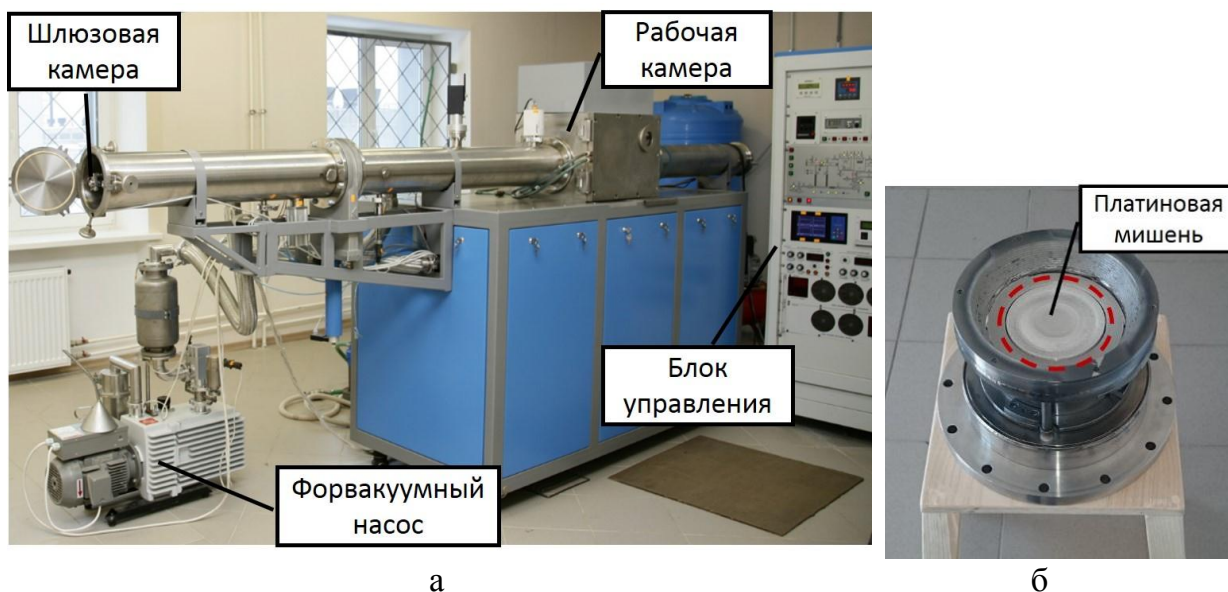 Шлюзовая
камера
Рабочая
камера
Платиновая
мишень
Блок
управления
Форвакуумный
насос
а
б